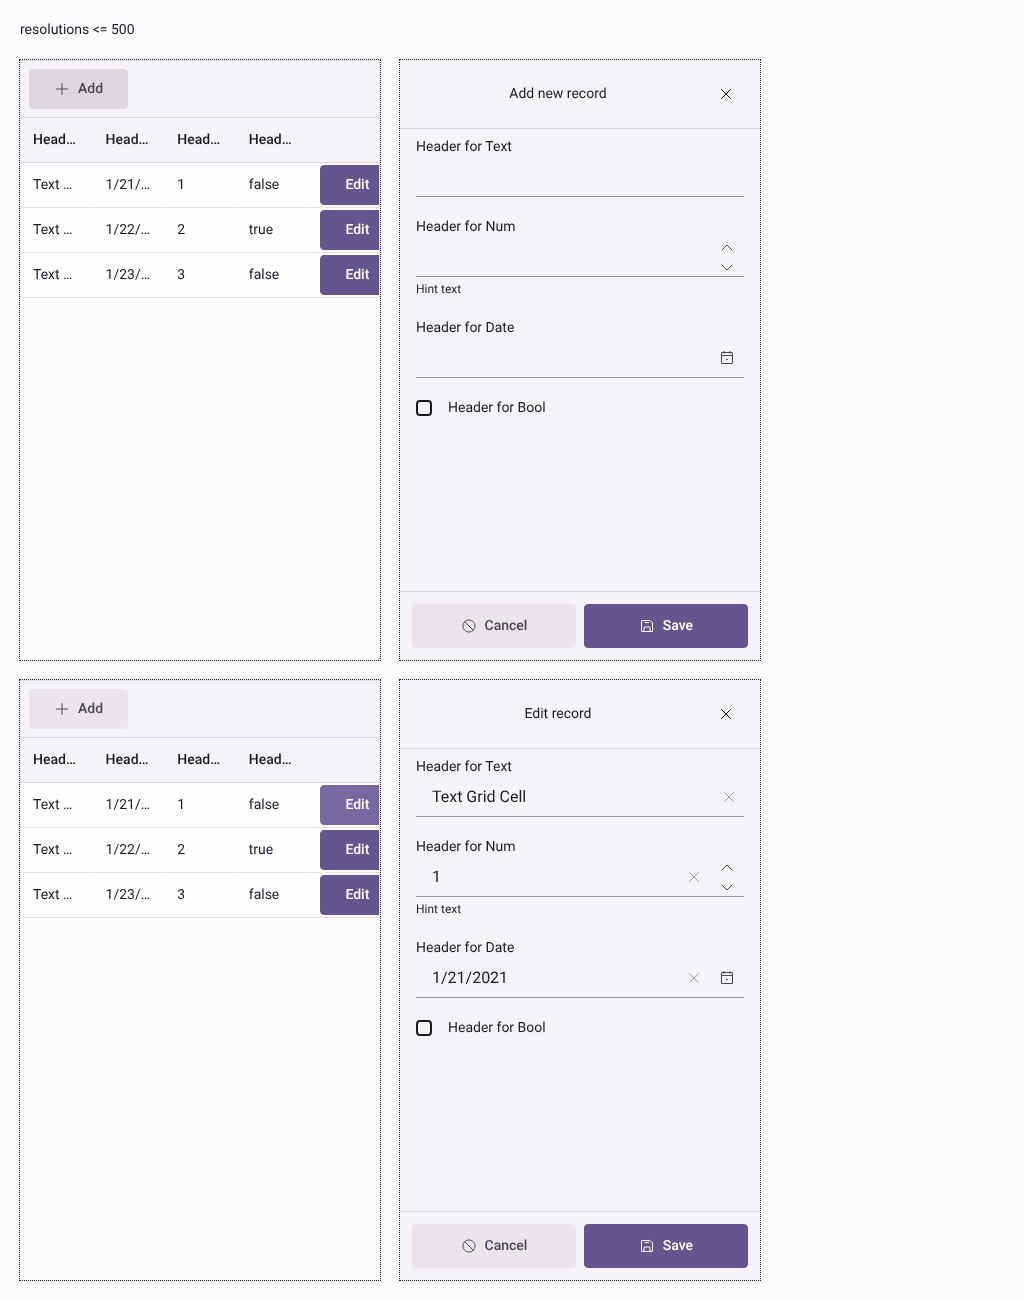 resolutions <= 500
Add
Head... Head... Head... Head...
Text ... 1/21/... 1 false Edit
Text ... 1/22/... 2 true Edit
Text ... 1/23/... 3 false Edit
Add new record
Header for Text
Header for Num
Hint text
Header for Date
Header for Bool
Cancel Save
Add
Head... Head... Head... Head...
Text ... 1/21/... 1 false Edit
Text ... 1/22/... 2 true Edit
Text ... 1/23/... 3 false Edit
Edit record
Header for Text
Text Grid Cell
Header for Num
1
Hint text
Header for Date
1/21/2021
Header for Bool
Cancel Save